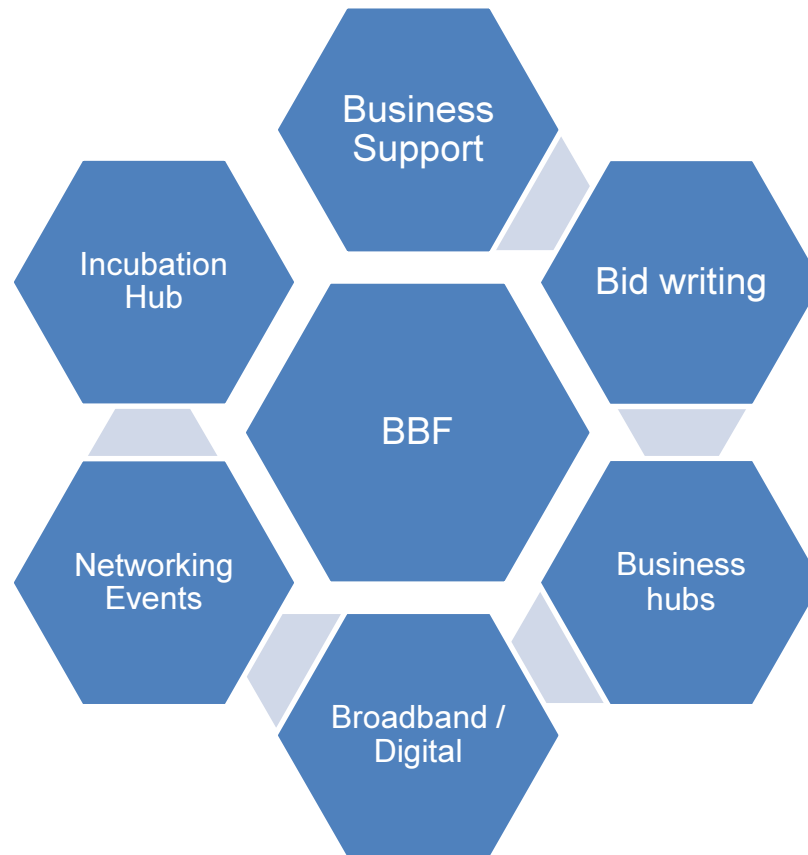 Business
Support
Bid writing
Incubation
Hub
BBF
Business
hubs
Networking
Events
Broadband /
Digital